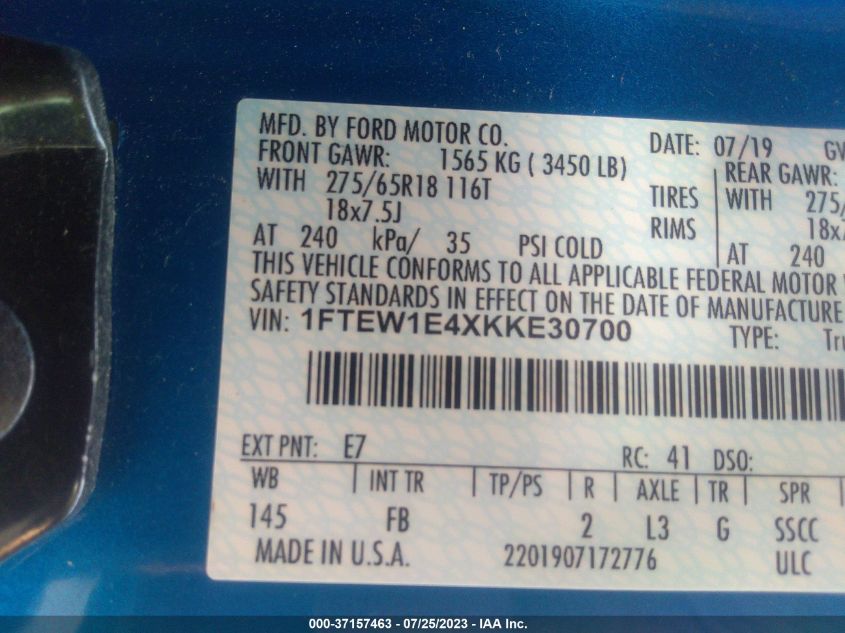 MFD. BY FORD MOTOR CO.
DATE: 07/19 GV
FRONT GAWR: 1565 KG ( 3450 LB)
REAR GAWR:
WITH 275/65R18 116T TIRES
WITH 275/
18x7.5J RIMS
18x7
AT 240 kPa/ 35 PSI COLD
AT 240
THIS VEHICLE CONFORMS TO ALL APPLICABLE FEDERAL MOTOR
SAFETY STANDARDS IN EFFECT ON THE DATE OF MANUFACTURE
VIN: 1FTEW1E4XKKE30700
TYPE: Tru
EXT PNT: E7 RC: 41 DSO:
WB INT TR TP/PS R AXLE TR SPR
145 FB 2 L3 G SSCC
MADE IN U.S.A. 2201907172776 ULC
000-37157463 - 07/25/2023 - IAA Inc.